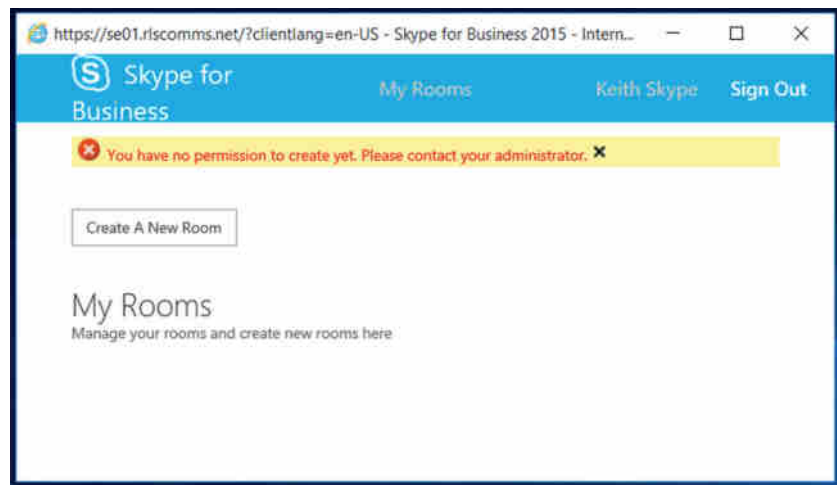 https://se01.rlscomms.net/?clientlang=en-US - Skype for Business 2015 - Intern...
Skype for
Business
My Rooms
Keith Skype
Sign Out
You have no permission to create yet. Please contact your administrator.
Create A New Room
My Rooms
Manage your rooms and create new rooms here